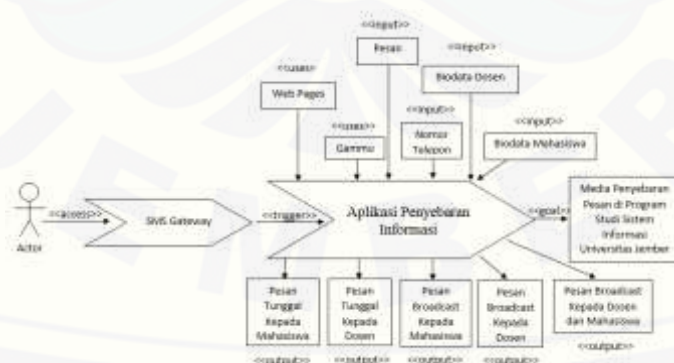 <<input>>
Pesan
<<uses>>
Web Pages
<<input>>
Biodata Dosen
<<uses>>
Gammu
<<input>>
Nomor
Telepon
<<input>>
Biodata Mahasiswa
Actor
<<access>>
SMS Gateway
<<trigger>>
Aplikasi Penyebaran
Informasi
<<goal>>
Media Penyebaran
Pesan di Program
Studi Sistem
Informasi
Universitas Jember
Pesan
Tunggal
Kepada
Mahasiswa
<<output>>
Pesan
Tunggal
Kepada
Dosen
<<output>>
Pesan
Broadcast
Kepada
Mahasiswa
<<output>>
Pesan
Broadcast
Kepada
Dosen
<<output>>
Pesan Broadcast
Kepada Dosen
dan Mahasiswa
<<output>>